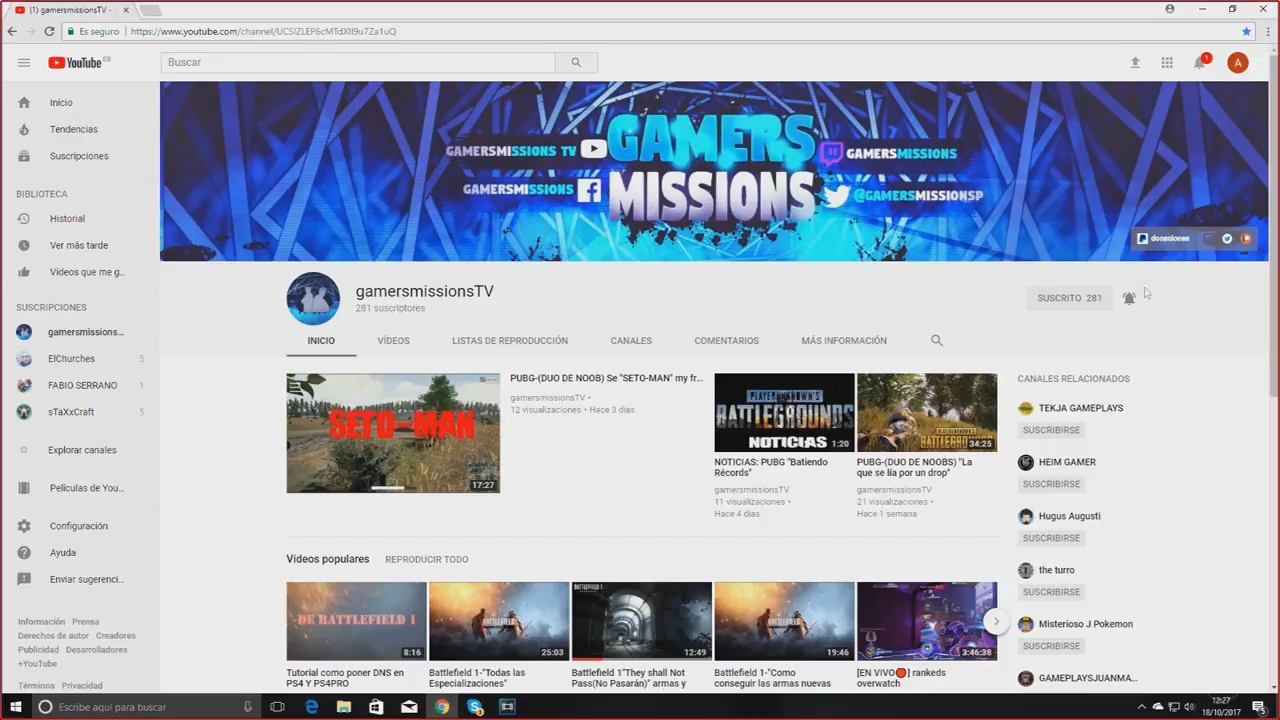 (1) gamersmissionsTV -
Es seguro
https://www.youtube.com/channel/UCSIZLEP6cMTdXII9u7Za1uQ
YouTube ES
Buscar
1
A
Inicio
Tendencias
Suscripciones
BIBLIOTECA
Historial
Ver más tarde
Vídeos que me g...
SUSCRIPCIONES
gamersmissions...
ElChurches 5
FABIO SERRANO 1
sTaXxCraft 5
Explorar canales
Películas de You...
Configuración
Ayuda
Enviar sugerenci...
Información Prensa
Derechos de autor Creadores
Publicidad Desarrolladores
+YouTube
Términos Privacidad
GAMERSMISSIONS TV
GAMERSMISSIONS
GAMERS
MISSIONS
GAMERSMISSIONS
@GAMERSMISSIONSP
donaciones
gamersmissionsTV
281 suscriptores
SUSCRITO 281
INICIO VÍDEOS LISTAS DE REPRODUCCIÓN CANALES COMENTARIOS MÁS INFORMACIÓN
SETO-MAN
17:27
PUBG-(DUO DE NOOB) Se "SETO-MAN" my fr...
gamersmissionsTV •
12 visualizaciones • Hace 3 días
PLAYERUNKNOWN'S
BATTLEGROUNDS
NOTICIAS
1:20
NOTICIAS: PUBG "Batiendo
Récords"
gamersmissionsTV
11 visualizaciones •
Hace 4 días
BATTLEGROUNDS
34:25
PUBG-(DUO DE NOOBS) "La
que se lía por un drop"
gamersmissionsTV
21 visualizaciones •
Hace 1 semana
CANALES RELACIONADOS
TEKJA GAMEPLAYS
SUSCRIBIRSE
HEIM GAMER
SUSCRIBIRSE
Hugus Augusti
SUSCRIBIRSE
the turro
SUSCRIBIRSE
Misterioso J Pokemon
SUSCRIBIRSE
GAMEPLAYSJUANMA...
Vídeos populares REPRODUCIR TODO
DE BATTLEFIELD 1
8:16
Tutorial como poner DNS en
PS4 Y PS4PRO
BATTLEFIELD
25:03
Battlefield 1-"Todas las
Especializaciones"
BATTLEFIELD 1
12:49
Battlefield 1"They shall Not
Pass(No Pasarán)" armas y
BATTLEFIELD
19:46
Battlefield 1-"Como
conseguir las armas nuevas
3:46:38
[EN VIVO🔴] rankeds
overwatch
Escribe aquí para buscar
12:27
18/10/2017
5